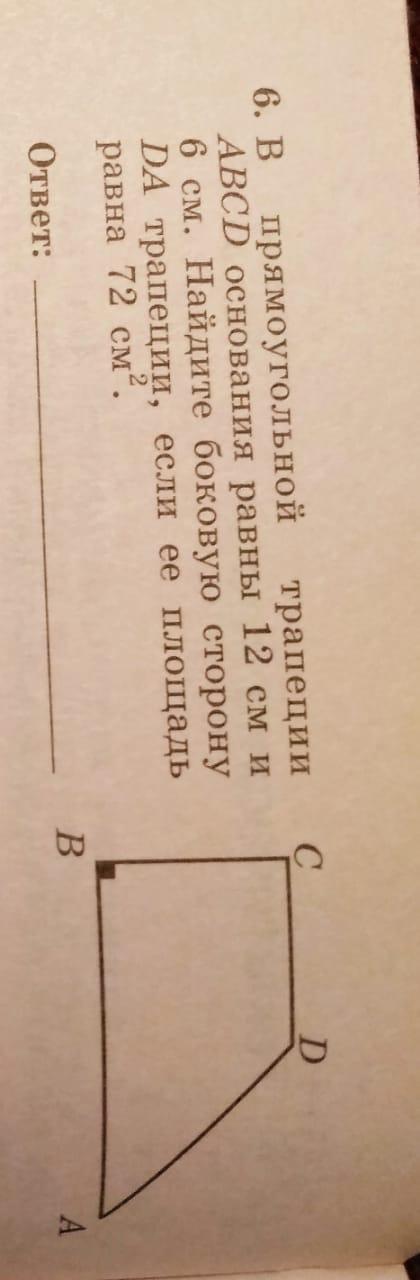 6. В прямоугольной трапеции
ABCD основания равны 12 см и
6 см. Найдите боковую сторону
DA трапеции, если ее площадь
равна 72 см².
Ответ: ____________________
C
D
B
A